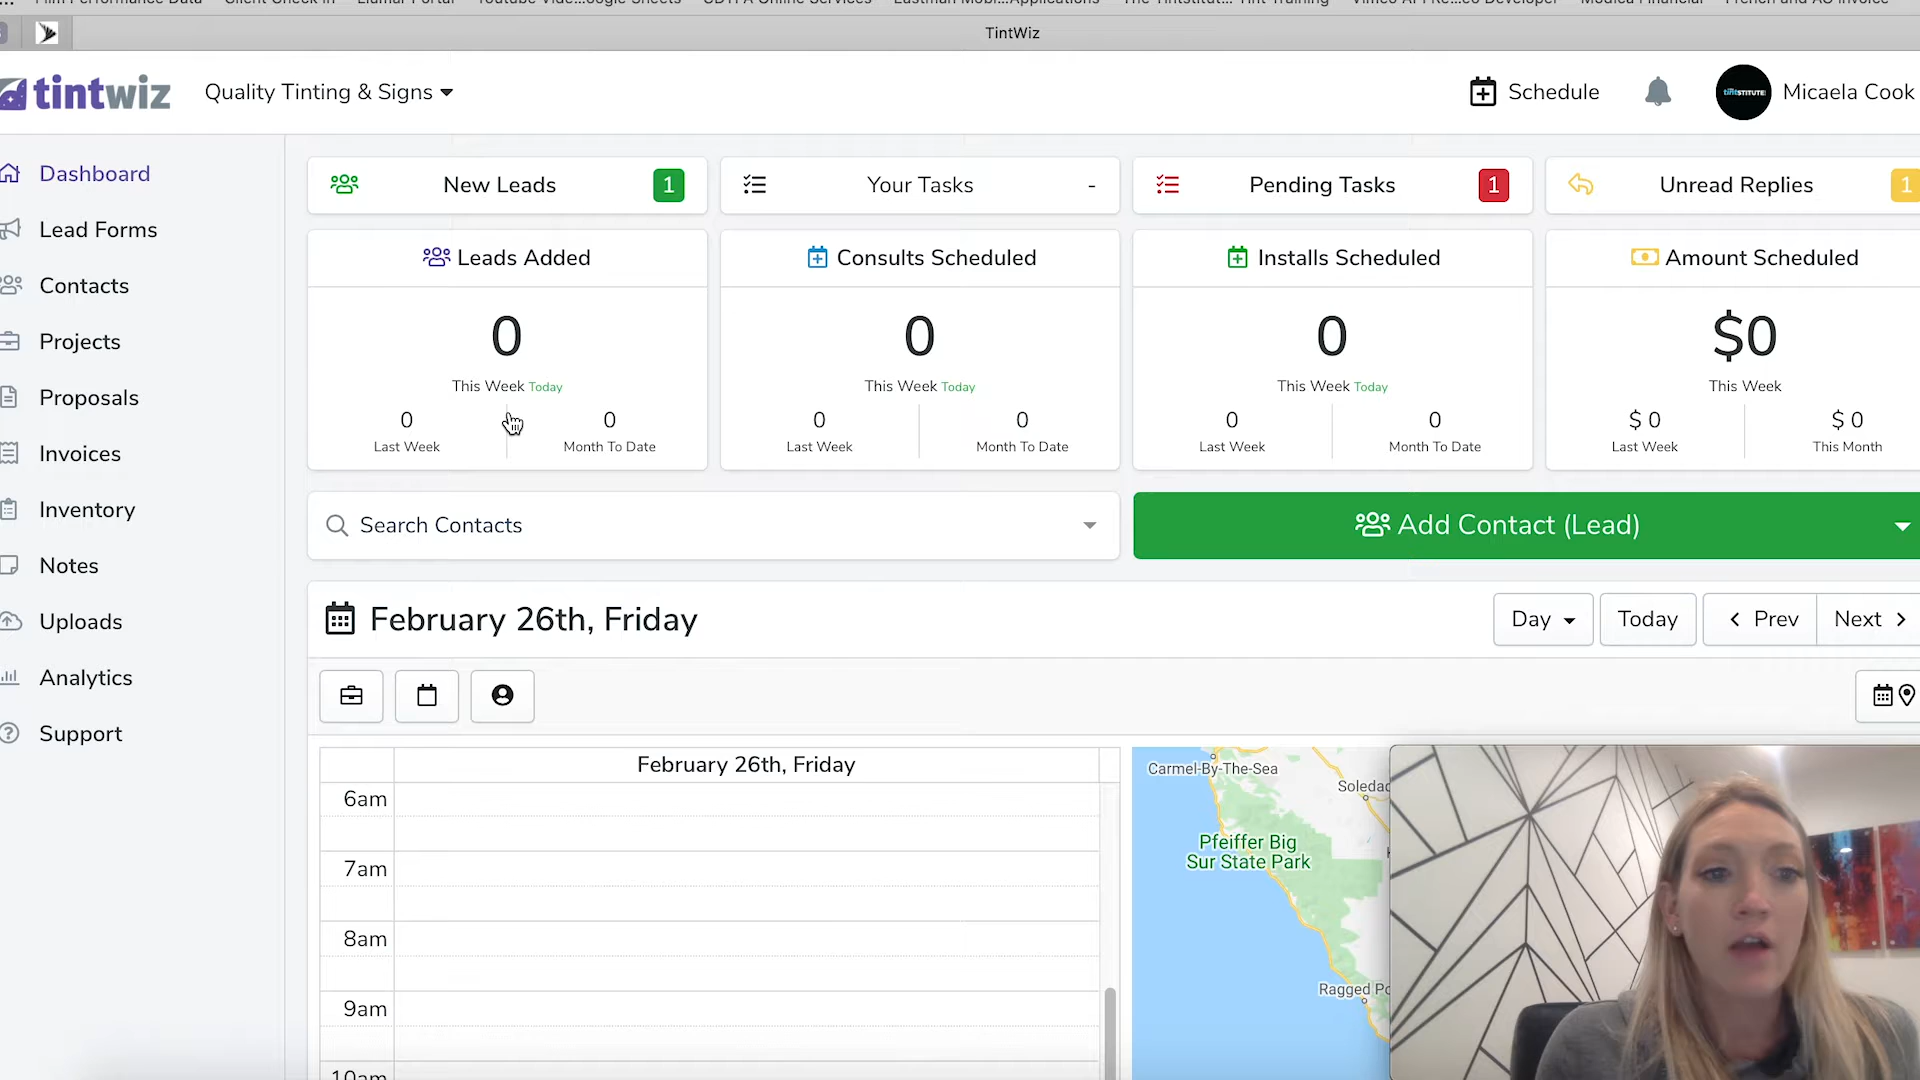 TintWiz
tintwiz Quality Tinting & Signs Schedule Micaela Cook
Dashboard
Lead Forms
Contacts
Projects
Proposals
Invoices
Inventory
Notes
Uploads
Analytics
Support
New Leads 1
Your Tasks -
Pending Tasks 1
Unread Replies 1
Leads Added
0
This Week Today
0 0
Last Week Month To Date
Consults Scheduled
0
This Week Today
0 0
Last Week Month To Date
Installs Scheduled
0
This Week Today
0 0
Last Week Month To Date
Amount Scheduled
$0
This Week
$ 0 $ 0
Last Week This Month
Search Contacts
Add Contact (Lead)
February 26th, Friday
Day Today Prev Next
February 26th, Friday
6am
7am
8am
9am
10am
Carmel-By-The-Sea
Pfeiffer Big
Sur State Park
Ragged